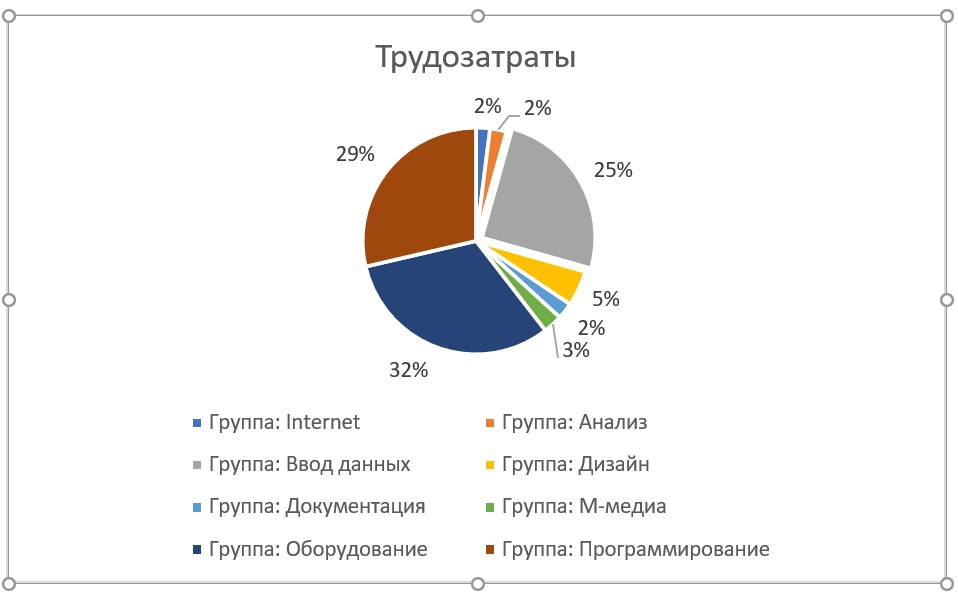 Трудозатраты
2%
2%
29%
25%
5%
2%
3%
32%
Группа: Internet
Группа: Анализ
Группа: Ввод данных
Группа: Дизайн
Группа: Документация
Группа: М-медиа
Группа: Оборудование
Группа: Программирование